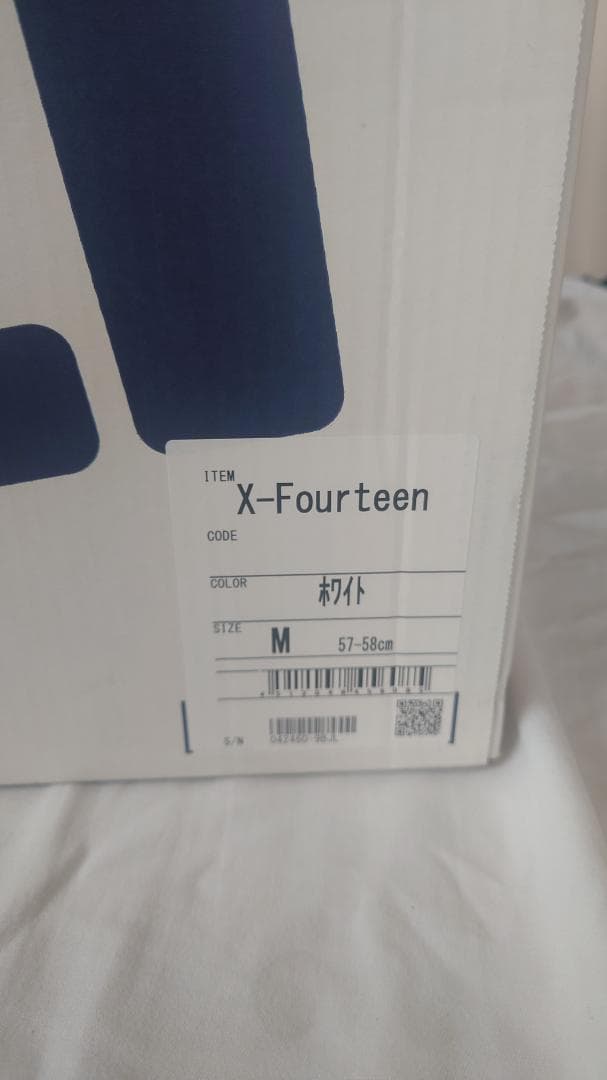 ITEM
X-Fourteen
CODE
COLOR ホワイト
SIZE M 57-58cm
S/N